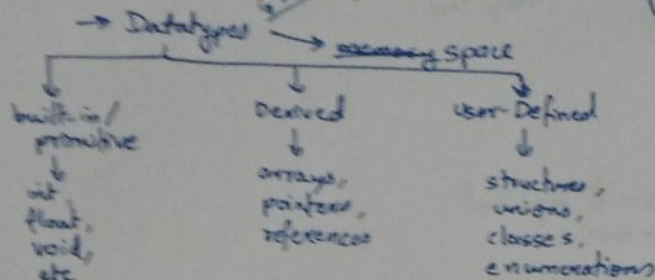 → Datatypes → memory space
built-in/ primitive
Derived
user-Defined
int,
float,
void,
etc
arrays,
pointers,
references
structures,
unions,
classes,
enumerations